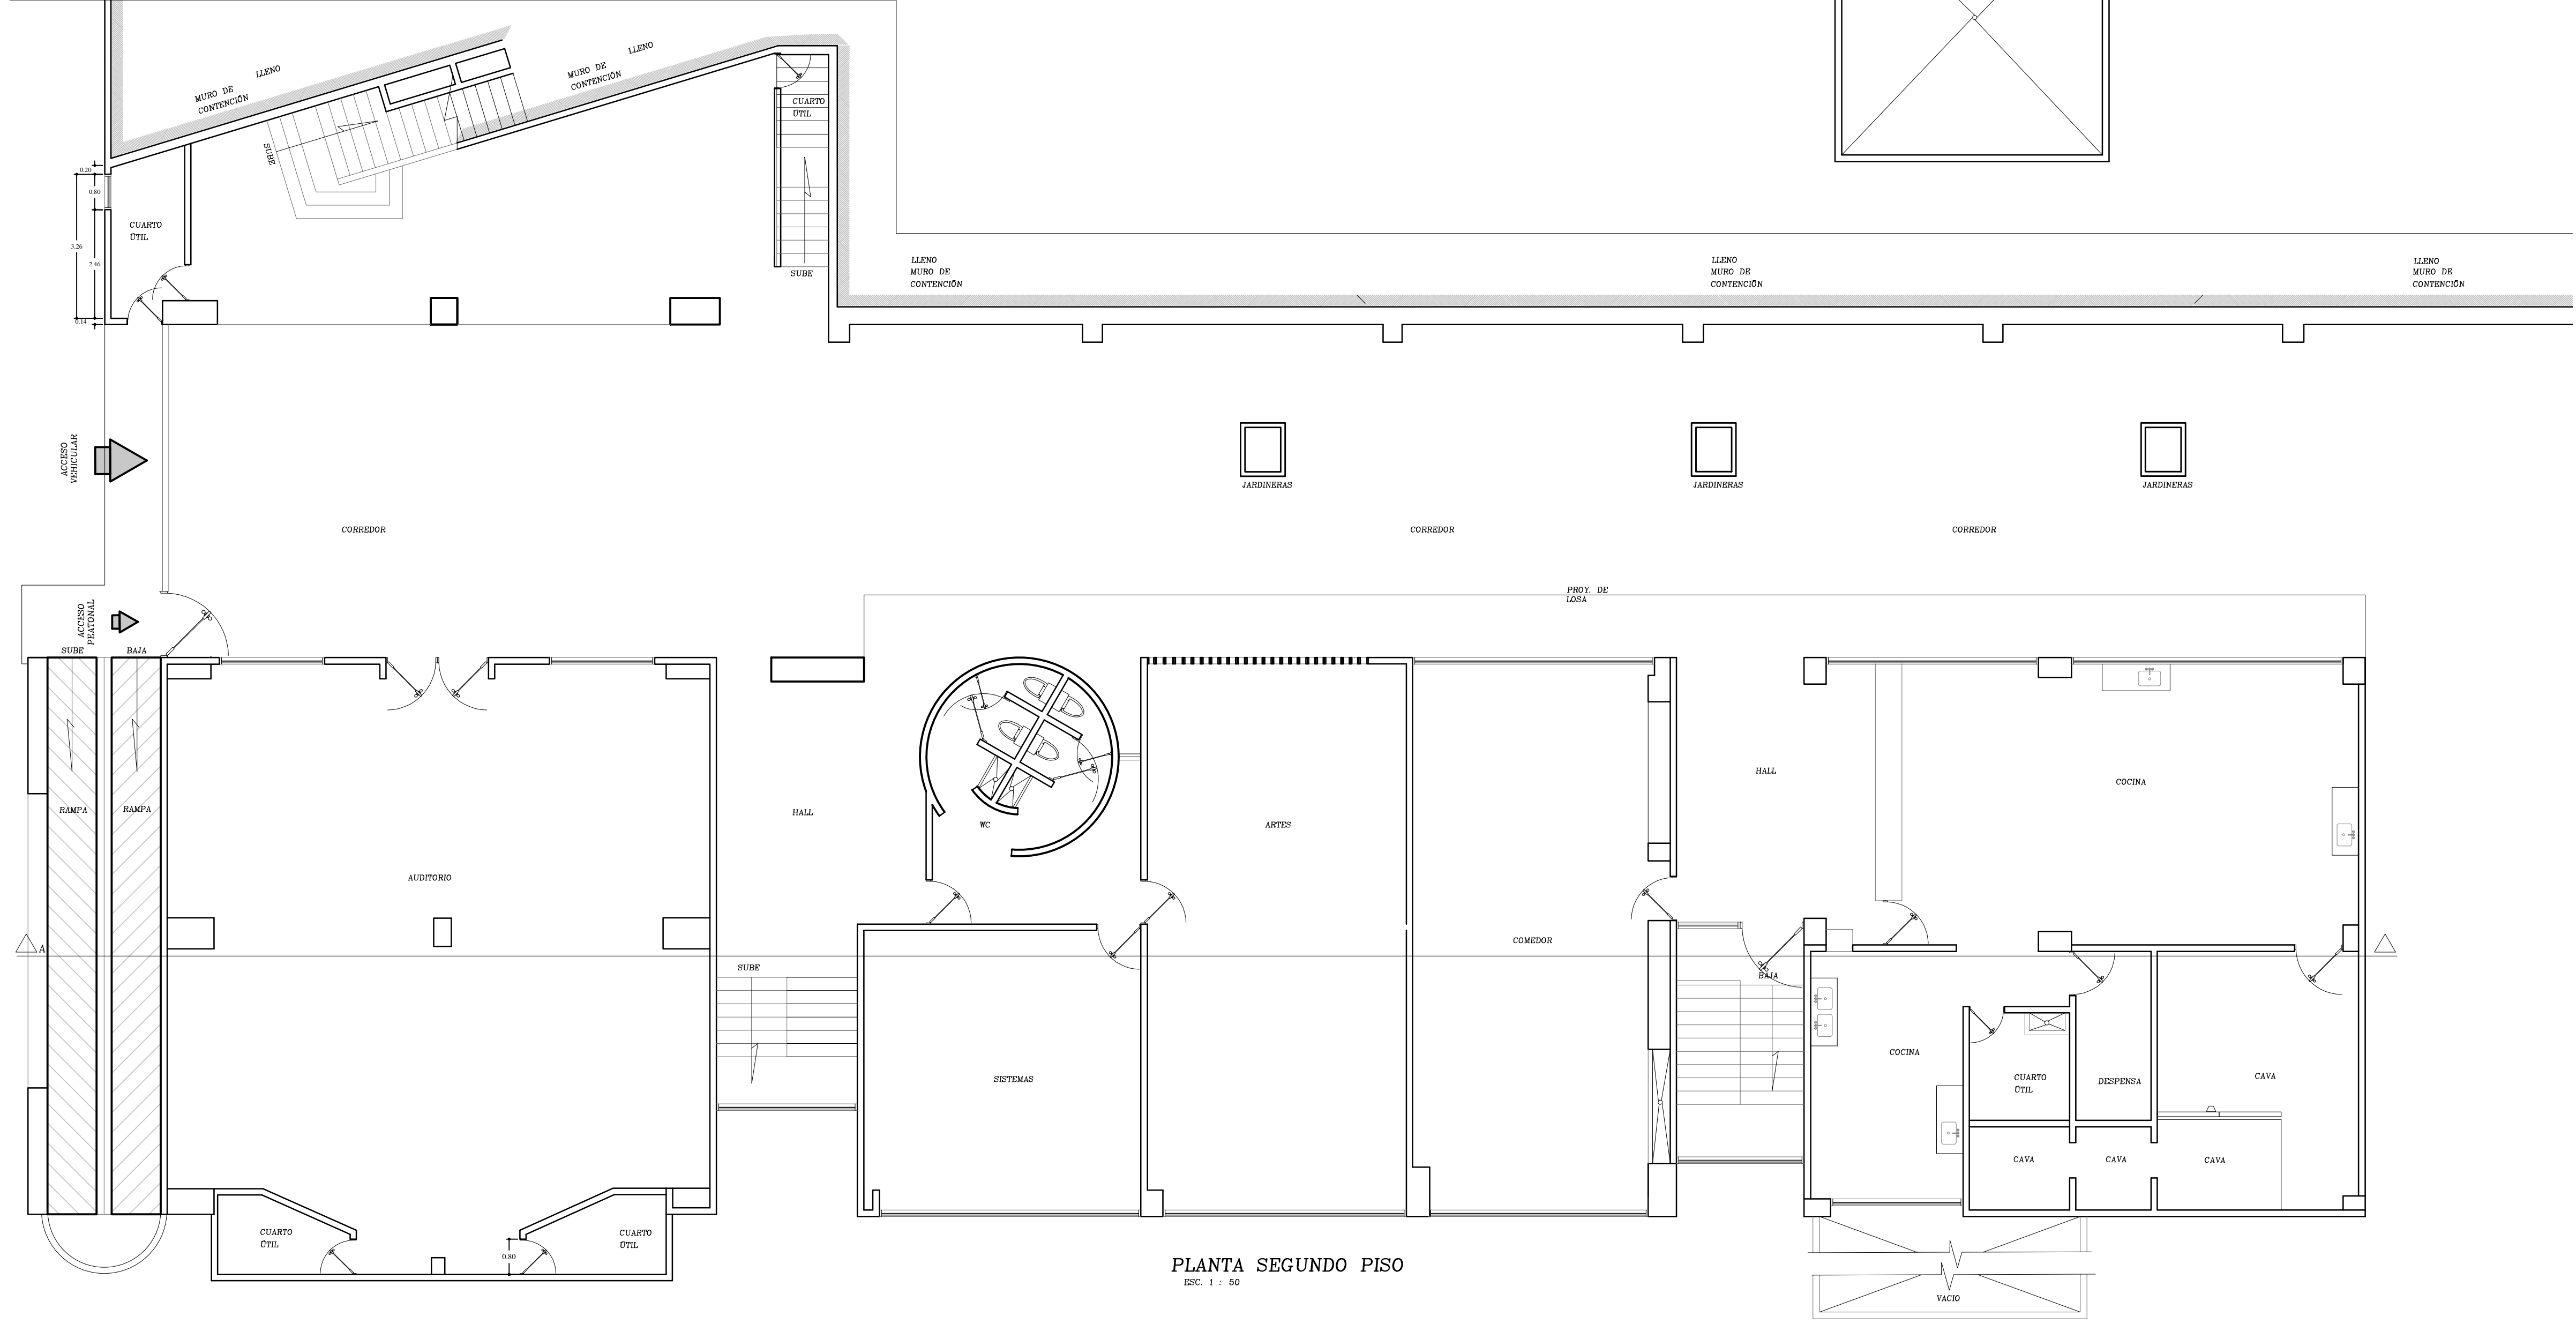 LLENO
MURO DE
CONTENCIÓN
LLENO
MURO DE
CONTENCIÓN
CUARTO
ÚTIL
SUBE
0.20
0.80
3.26
2.46
0.14
CUARTO
ÚTIL
SUBE
LLENO
MURO DE
CONTENCIÓN
LLENO
MURO DE
CONTENCIÓN
LLENO
MURO DE
CONTENCIÓN
ACCESO
VEHICULAR
JARDINERAS
JARDINERAS
JARDINERAS
CORREDOR
CORREDOR
CORREDOR
PROY. DE
LOSA
ACCESO
PEATONAL
SUBE
BAJA
RAMPA
RAMPA
HALL
WC
ARTES
HALL
COCINA
AUDITORIO
COMEDOR
A
SUBE
BAJA
SISTEMAS
COCINA
CUARTO
ÚTIL
DESPENSA
CAVA
CAVA
CAVA
CAVA
CUARTO
ÚTIL
0.80
CUARTO
ÚTIL
PLANTA SEGUNDO PISO
ESC. 1 : 50
VACIO